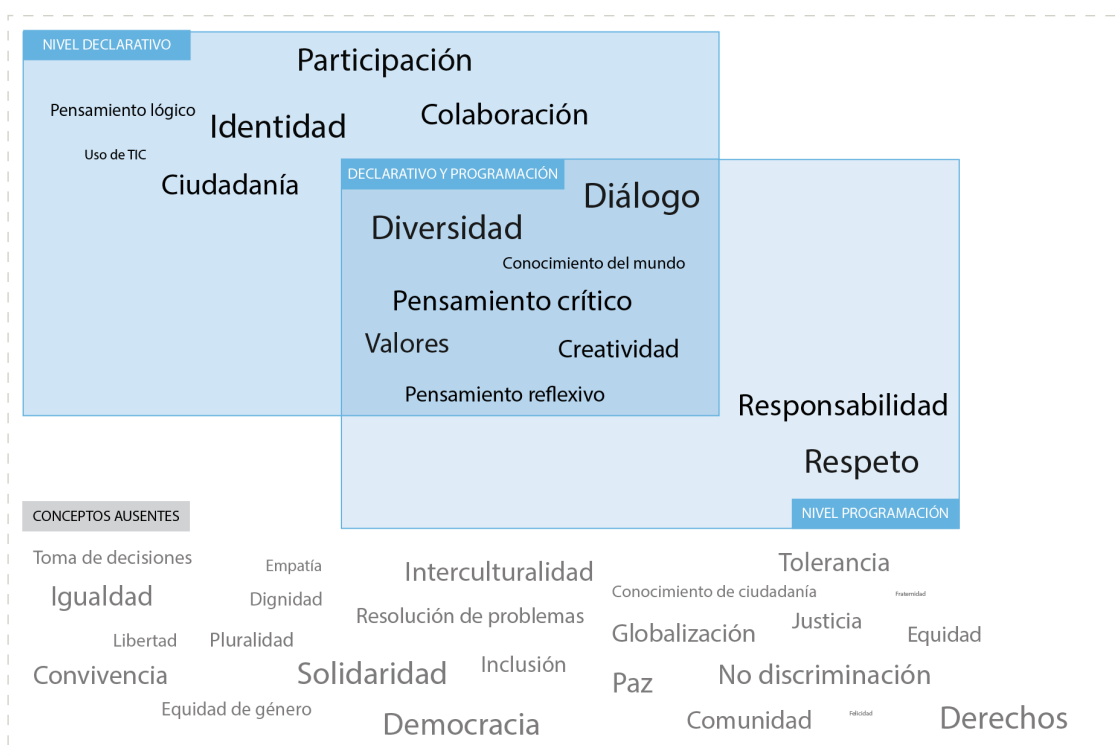 NIVEL DECLARATIVO
Participación
Pensamiento lógico
Identidad
Colaboración
Uso de TIC
Ciudadanía
DECLARATIVO Y PROGRAMACIÓN
Diálogo
Diversidad
Conocimiento del mundo
Pensamiento crítico
Valores
Creatividad
Pensamiento reflexivo
Responsabilidad
Respeto
NIVEL PROGRAMACIÓN
CONCEPTOS AUSENTES
Toma de decisiones
Empatía
Interculturalidad
Tolerancia
Igualdad
Dignidad
Conocimiento de ciudadanía
Fraternidad
Resolución de problemas
Justicia
Libertad
Pluralidad
Globalización
Equidad
Convivencia
Solidaridad
Inclusión
Paz
No discriminación
Equidad de género
Democracia
Comunidad
Felicidad
Derechos